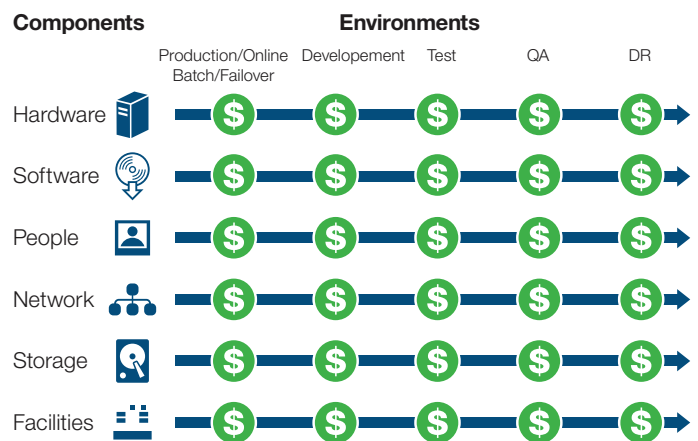 Components Environments
Production/Online Developement Test QA DR
Batch/Failover
Hardware $ $ $ $ $
Software $ $ $ $ $
People $ $ $ $ $
Network $ $ $ $ $
Storage $ $ $ $ $
Facilities $ $ $ $ $